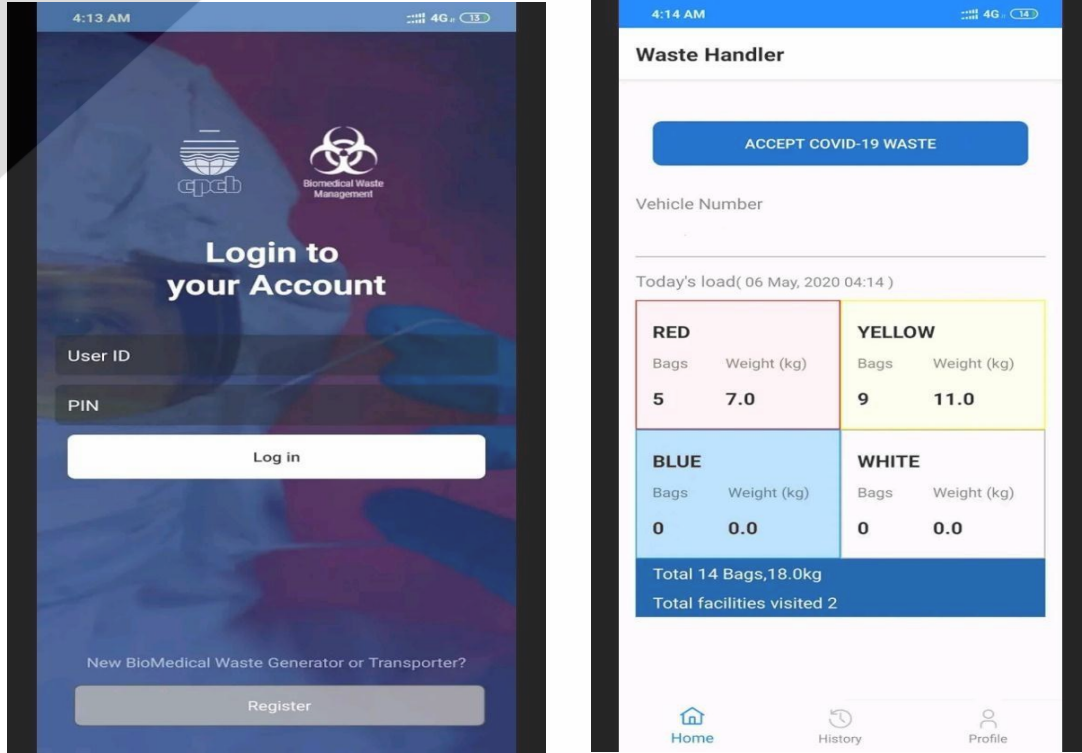 4:13 AM
4G
13
cpcb
Biomedical Waste
Management
Login to
your Account
User ID
PIN
Log in
New BioMedical Waste Generator or Transporter?
Register
4:14 AM
4G
14
Waste Handler
ACCEPT COVID-19 WASTE
Vehicle Number
Today's load( 06 May, 2020 04:14 )
RED
Bags Weight (kg)
5 7.0
YELLOW
Bags Weight (kg)
9 11.0
BLUE
Bags Weight (kg)
0 0.0
WHITE
Bags Weight (kg)
0 0.0
Total 14 Bags,18.0kg
Total facilities visited 2
Home
History
Profile